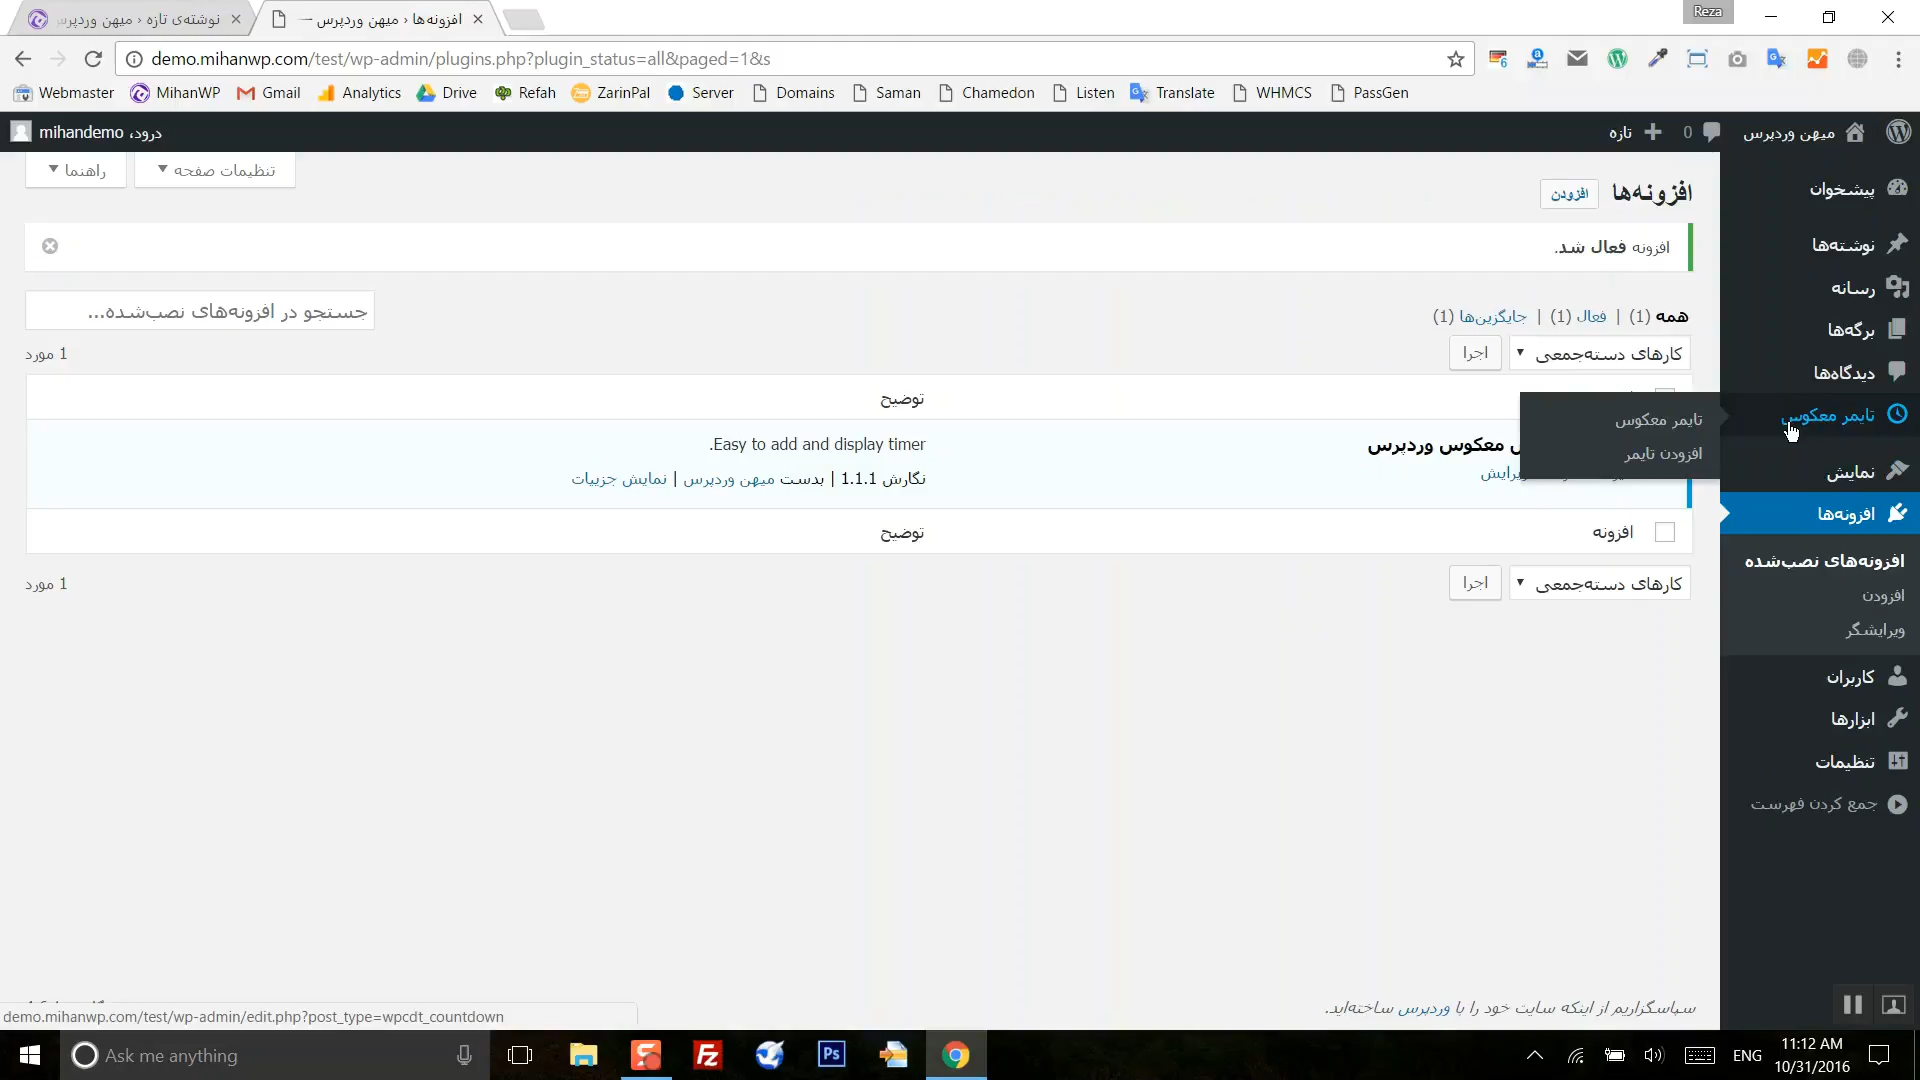 نوشته‌ی تازه ‹ میهن وردپرس
افزونه‌ها ‹ میهن وردپرس —
Reza
demo.mihanwp.com/test/wp-admin/plugins.php?plugin_status=all&paged=1&s
Webmaster MihanWP Gmail Analytics Drive Refah ZarinPal Server Domains Saman Chamedon Listen Translate WHMCS PassGen
میهن وردپرس 0 تازه
درود، mihandemo
تنظیمات صفحه راهنما
افزونه‌ها افزودن
افزونه فعال شد.
همه (1) | فعال (1) | جایگزین‌ها (1)
جستجو در افزونه‌های نصب‌شده...
کارهای دسته‌جمعی اجرا
1 مورد
توضیح
معکوس وردپرس
Easy to add and display timer.
نگارش 1.1.1 | بدست میهن وردپرس | نمایش جزییات
افزونه توضیح
کارهای دسته‌جمعی اجرا
1 مورد
تایمر معکوس
افزودن تایمر
پیشخوان
نوشته‌ها
رسانه
برگه‌ها
دیدگاه‌ها
تایمر معکوس
نمایش
افزونه‌ها
افزونه‌های نصب‌شده
افزودن
ویرایشگر
کاربران
ابزارها
تنظیمات
جمع کردن فهرست
سپاسگزاریم از اینکه سایت خود را با وردپرس ساخته‌اید.
demo.mihanwp.com/test/wp-admin/edit.php?post_type=wpcdt_countdown
Ask me anything
Fz
Ps
ENG
11:12 AM
10/31/2016